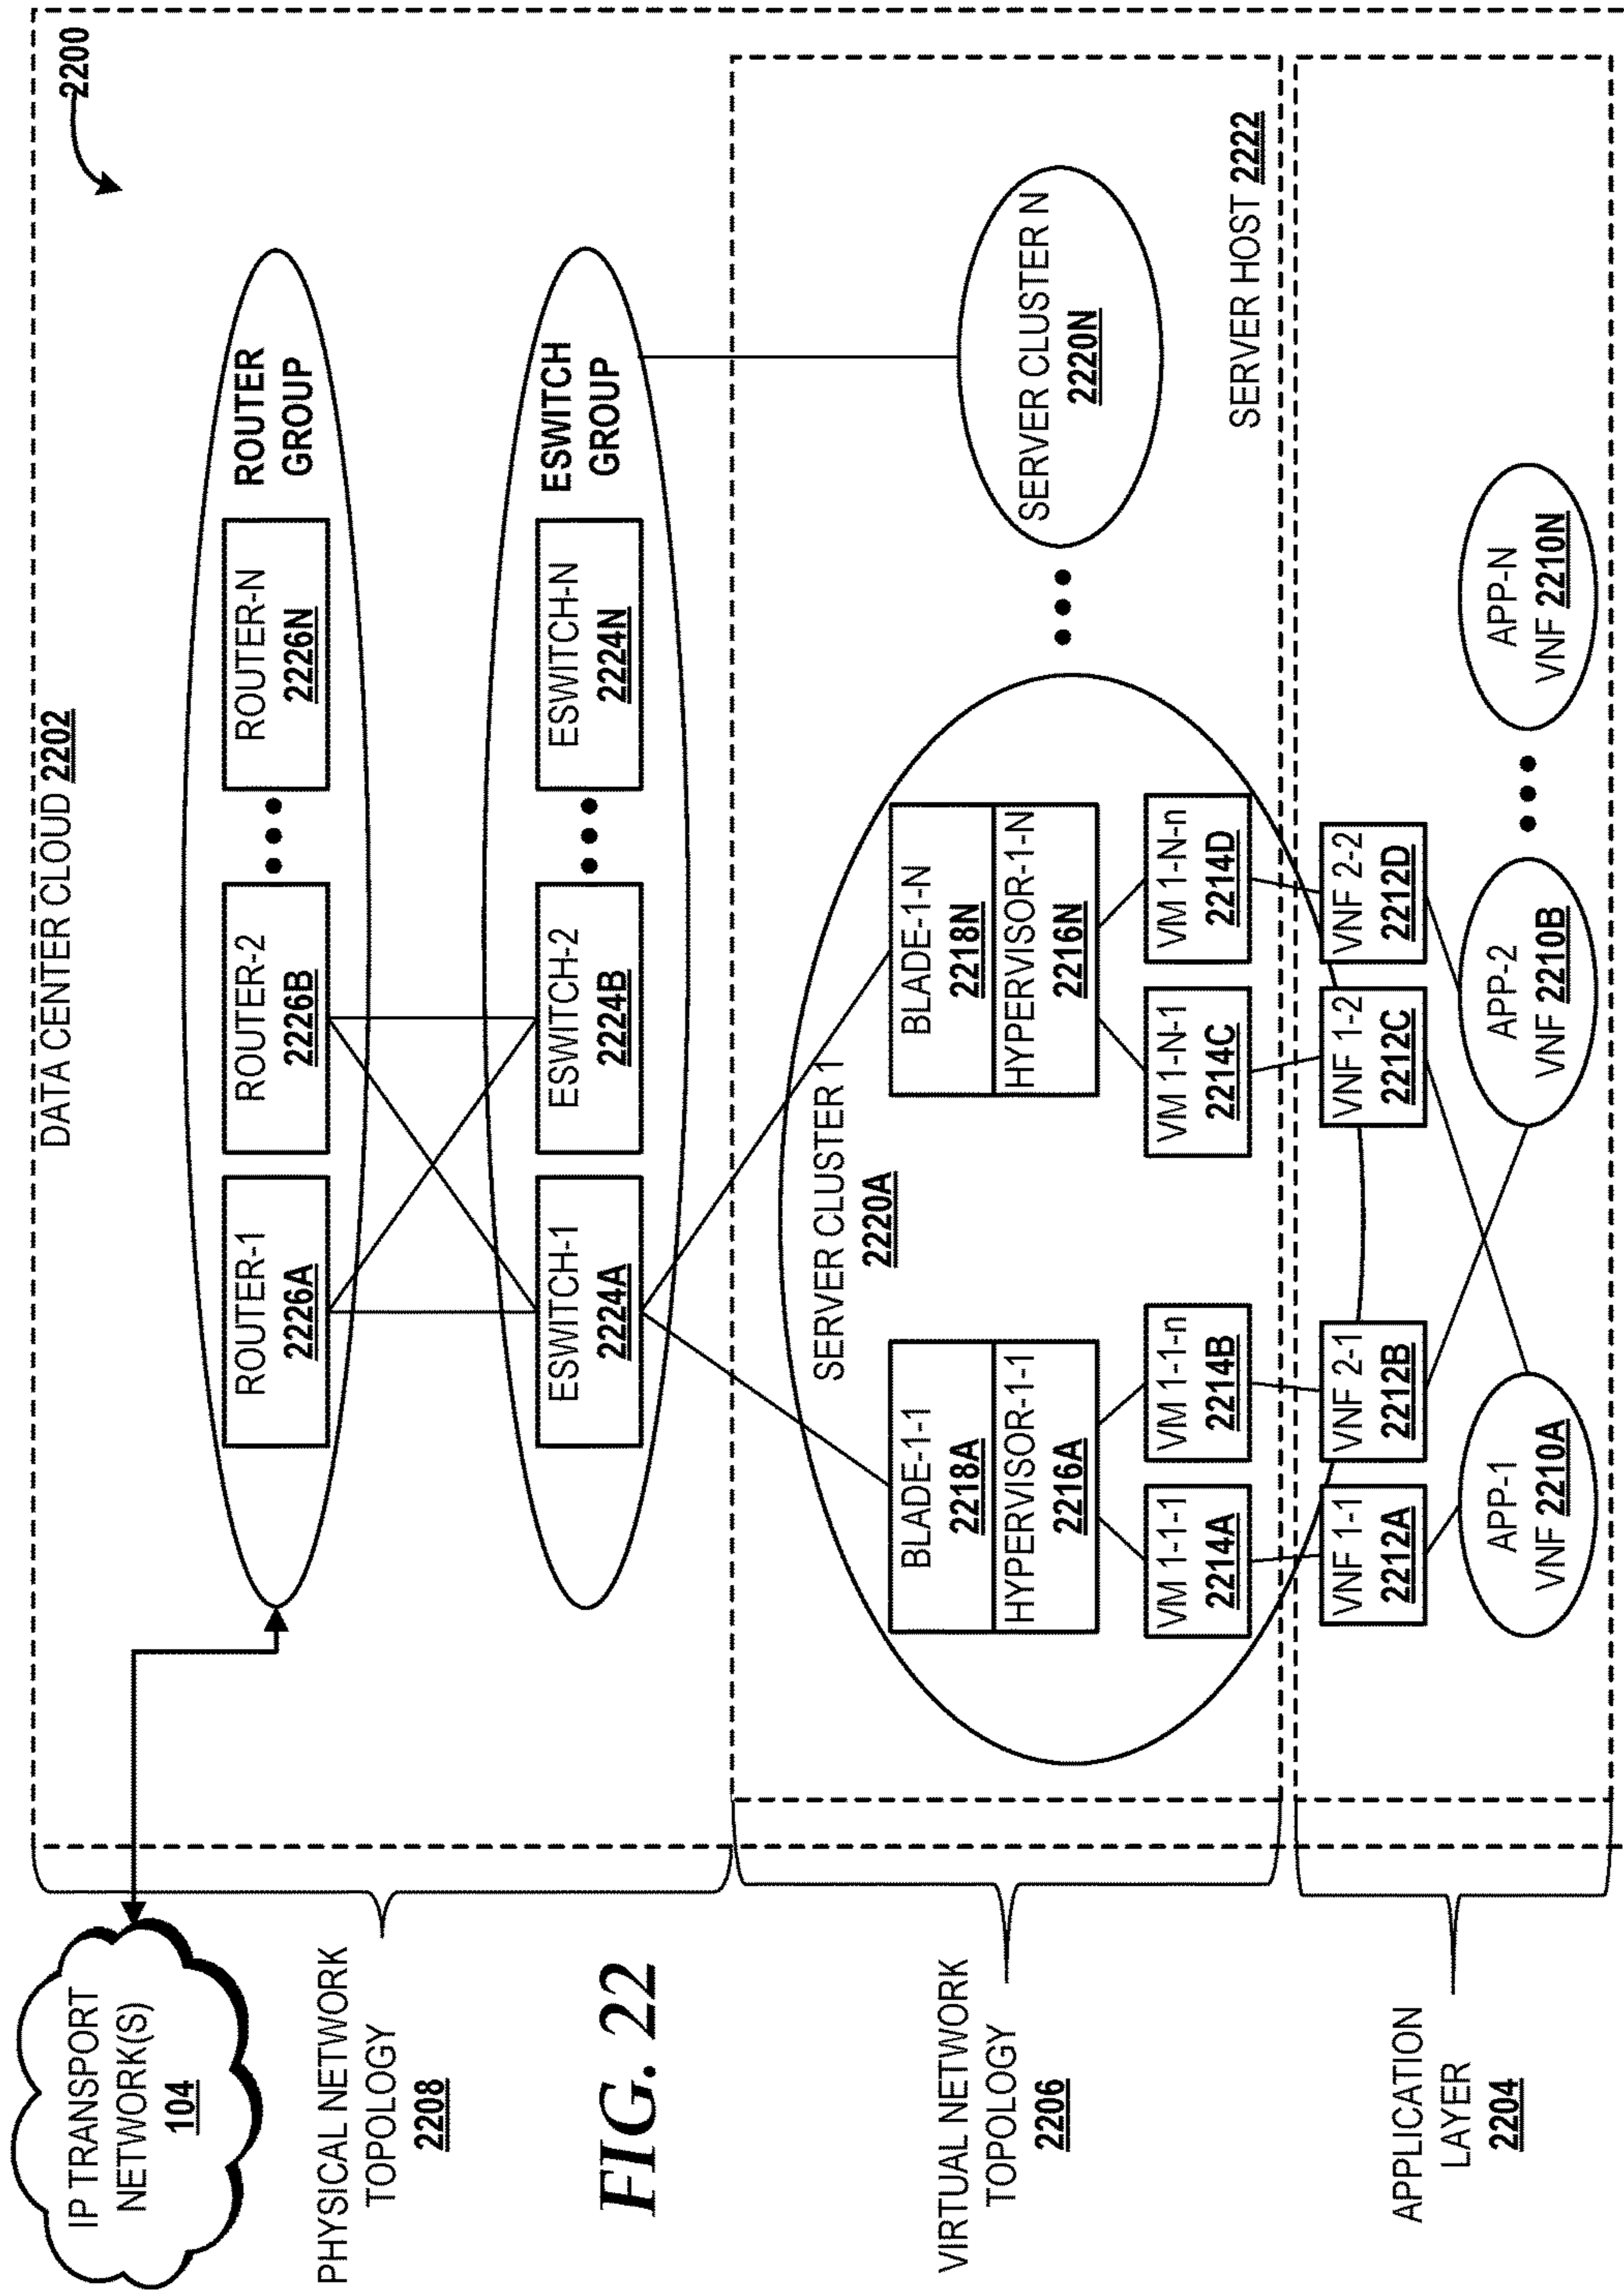 2200
DATA CENTER CLOUD 2202
IP TRANSPORT
NETWORK(S)
104
ROUTER-1
2226A
ROUTER-2
2226B
ROUTER-N
2226N
ROUTER
GROUP
PHYSICAL NETWORK
TOPOLOGY
2208
ESWITCH-1
2224A
ESWITCH-2
2224B
ESWITCH-N
2224N
ESWITCH
GROUP
FIG. 22
SERVER CLUSTER 1
2220A
BLADE-1-1
2218A
HYPERVISOR-1-1
2216A
BLADE-1-N
2218N
HYPERVISOR-1-N
2216N
SERVER CLUSTER N
2220N
VIRTUAL NETWORK
TOPOLOGY
2206
VM 1-1-1
2214A
VM 1-1-n
2214B
VM 1-N-1
2214C
VM 1-N-n
2214D
SERVER HOST 2222
APPLICATION
LAYER
2204
VNF 1-1
2212A
VNF 2-1
2212B
VNF 1-2
2212C
VNF 2-2
2212D
APP-1
VNF 2210A
APP-2
VNF 2210B
APP-N
VNF 2210N